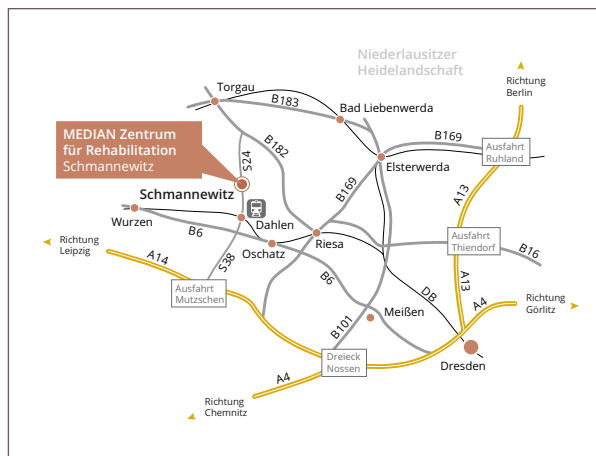 Niederlausitzer
Heidelandschaft
Richtung
Berlin
Torgau
B183
Bad Liebenwerda
B169
Ausfahrt
Ruhland
MEDIAN Zentrum
für Rehabilitation
Schmannewitz
S24
B182
Elsterwerda
B169
A13
Schmannewitz
Wurzen
B6
Dahlen
Oschatz
Riesa
Ausfahrt
Thiendorf
B16
Richtung
Leipzig
A14
S38
Ausfahrt
Mutzschen
B6
DB
A13
A4
Richtung
Görlitz
B101
Meißen
Dreieck
Nossen
Dresden
A4
Richtung
Chemnitz